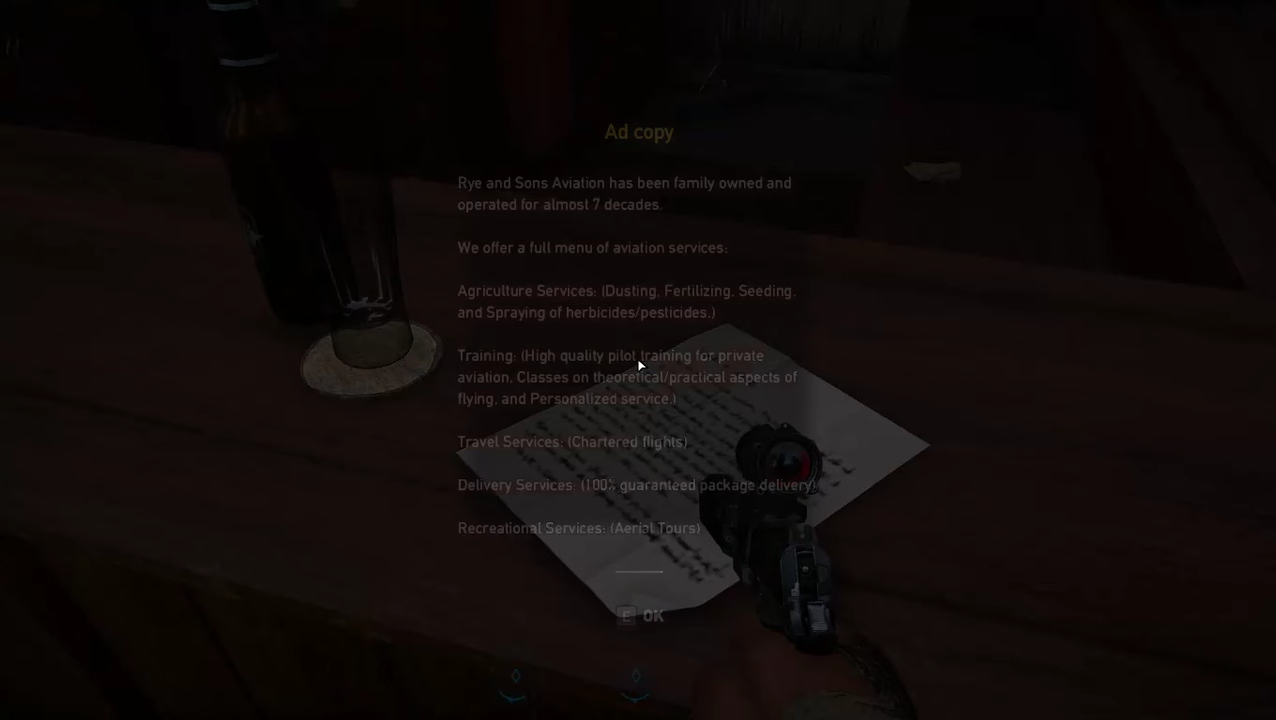 Ad copy
Rye and Sons Aviation has been family owned and
operated for almost 7 decades.
We offer a full menu of aviation services:
Agriculture Services: (Dusting, Fertilizing, Seeding,
and Spraying of herbicides/pesticides.)
Training: (High quality pilot training for private
aviation, Classes on theoretical/practical aspects of
flying, and Personalized service.)
Travel Services: (Chartered flights)
Delivery Services: (100% guaranteed package delivery)
Recreational Services: (Aerial Tours)
E OK